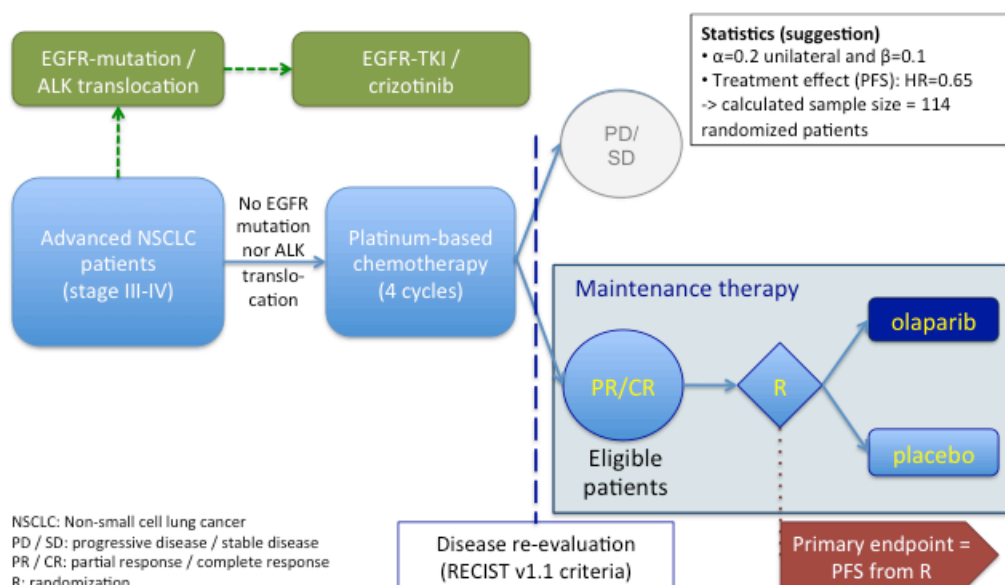 EGFR-mutation /
ALK translocation
EGFR-TKI /
crizotinib
Statistics (suggestion)
• α=0.2 unilateral and β=0.1
• Treatment effect (PFS): HR=0.65
-> calculated sample size = 114
randomized patients
PD/
SD
Advanced NSCLC
patients
(stage III-IV)
No EGFR
mutation
nor ALK
translo-
cation
Platinum-based
chemotherapy
(4 cycles)
Maintenance therapy
olaparib
PR/CR
R
placebo
Eligible
patients
NSCLC: Non-small cell lung cancer
PD / SD: progressive disease / stable disease
PR / CR: partial response / complete response
R: randomization
Disease re-evaluation
(RECIST v1.1 criteria)
Primary endpoint =
PFS from R